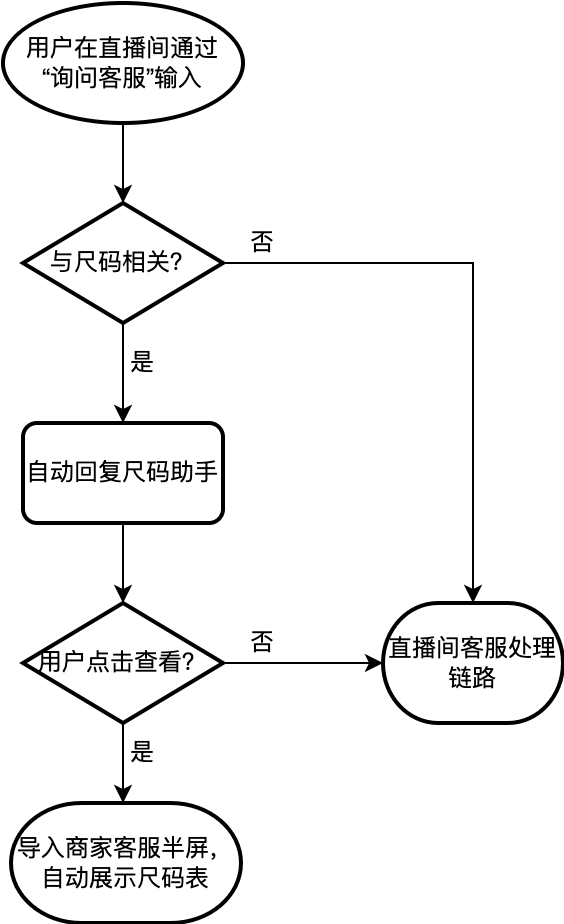 用户在直播间通过
“询问客服”输入
与尺码相关？
否
是
自动回复尺码助手
用户点击查看？
否
直播间客服处理
链路
是
导入商家客服半屏，
自动展示尺码表